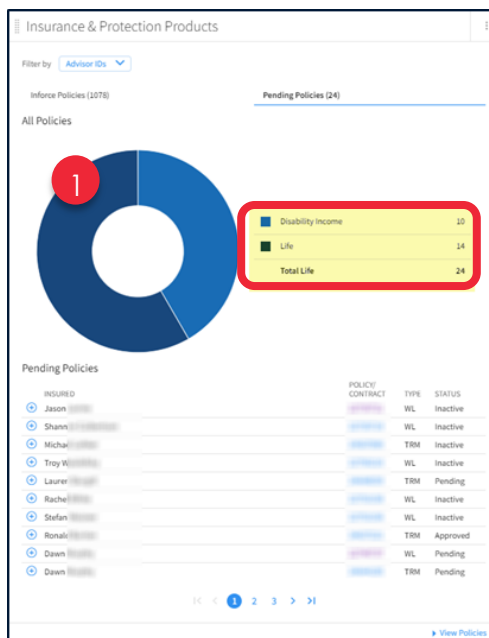 Insurance & Protection Products
Filter by Advisor IDs
Inforce Policies (1078) Pending Policies (24)
All Policies
1
Disability Income 10
Life 14
Total Life 24
Pending Policies
INSURED POLICY/ CONTRACT TYPE STATUS
Jason WL Inactive
Shann WL Inactive
Michae TRM Inactive
Troy W WL Inactive
Laurer TRM Pending
Rache WL Inactive
Stefan WL Inactive
Ronal TRM Approved
Dawn WL Pending
Dawn TRM Pending
1 2 3
View Policies